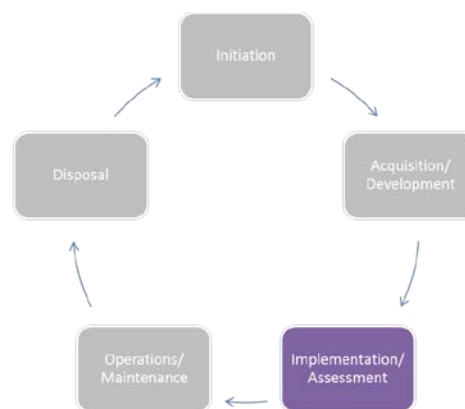 Initiation
Acquisition/
Development
Implementation/
Assessment
Operations/
Maintenance
Disposal